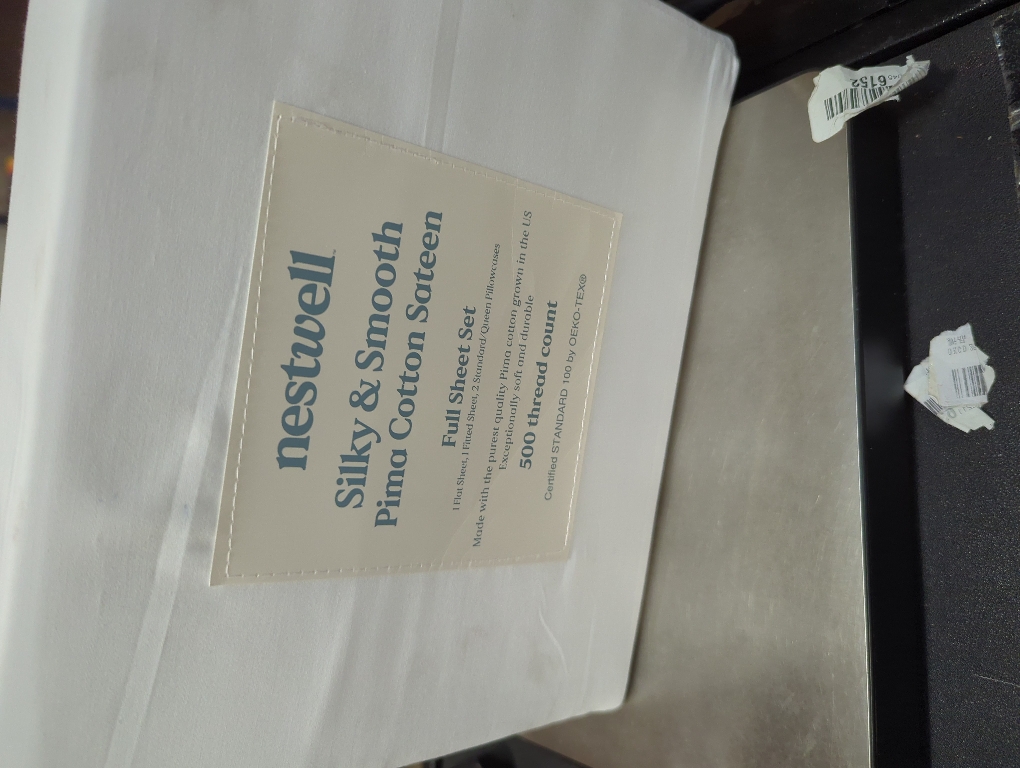 nestwell
Silky & Smooth
Pima Cotton Sateen
Full Sheet Set
1 Flat Sheet, 1 Fitted Sheet, 2 Standard/Queen Pillowcases
Made with the purest quality Pima cotton grown in the US
Exceptionally soft and durable
500 thread count
Certified STANDARD 100 by OEKO-TEX®
6152